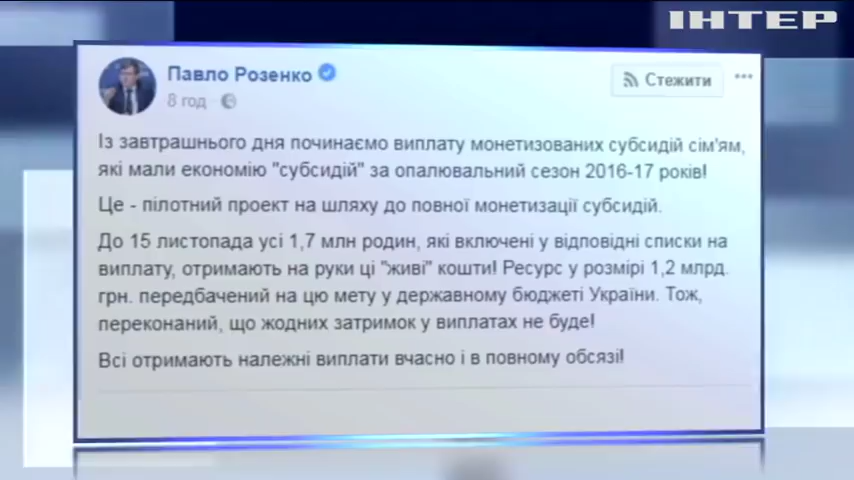 ІНТЕР
Павло Розенко
Стежити
8 год
Із завтрашнього дня починаємо виплату монетизованих субсидій сім'ям,
які мали економію "субсидій" за опалювальний сезон 2016-17 років!
Це - пілотний проект на шляху до повної монетизації субсидій.
До 15 листопада усі 1,7 млн родин, які включені у відповідні списки на
виплату, отримають на руки ці "живі" кошти! Ресурс у розмірі 1,2 млрд.
грн. передбачений на цю мету у державному бюджеті України. Тож,
переконаний, що жодних затримок у виплатах не буде!
Всі отримають належні виплати вчасно і в повному обсязі!